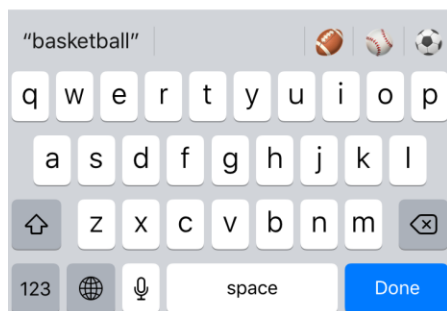 “basketball”
q w e r t y u i o p
a s d f g h j k l
z x c v b n m
123 space Done